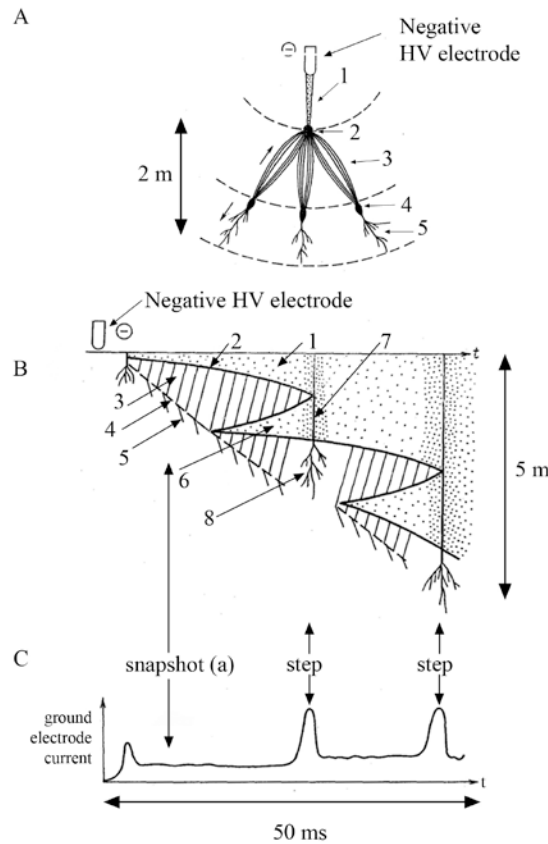 A
Negative
HV electrode
⊖
1
2
3
2 m
4
5
Negative HV electrode
⊖
2
1
7
t
B
3
4
5
6
5 m
8
C
snapshot (a)
step
step
ground
electrode
current
t
50 ms